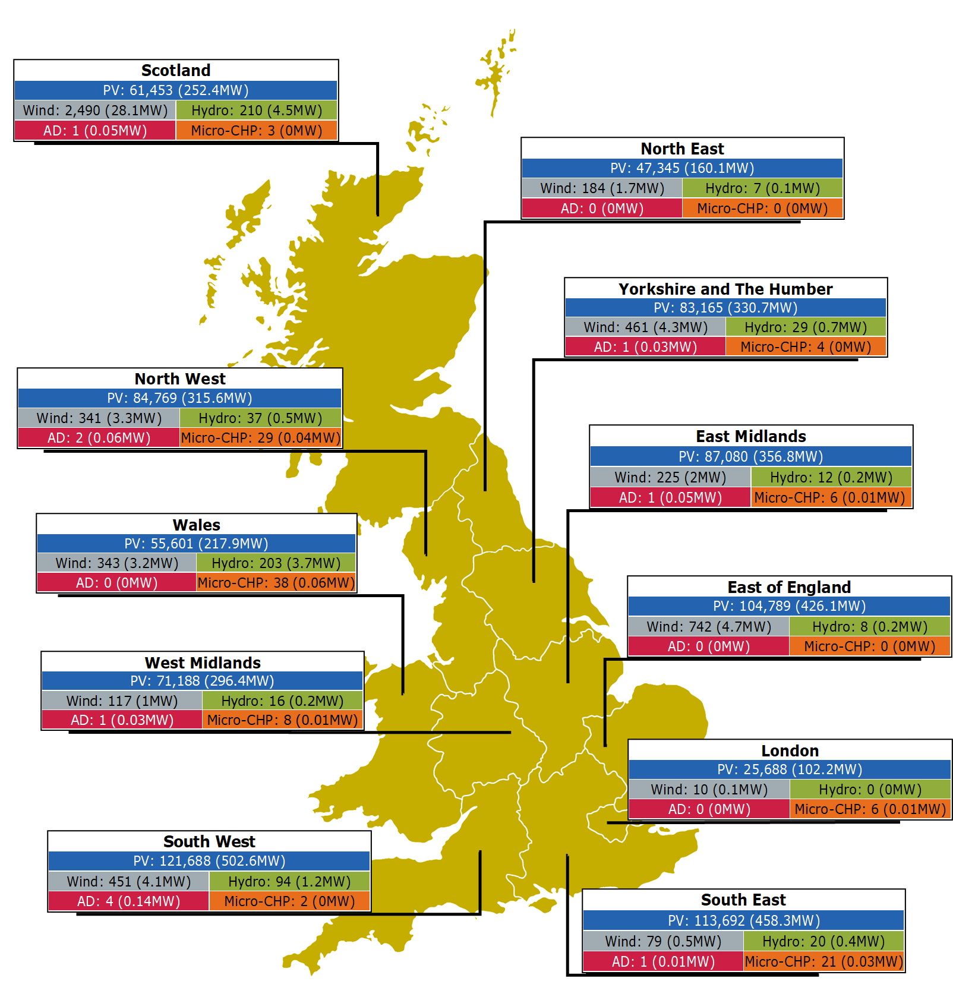 Scotland
PV: 61,453 (252.4MW)
Wind: 2,490 (28.1MW) Hydro: 210 (4.5MW)
AD: 1 (0.05MW) Micro-CHP: 3 (0MW)
North East
PV: 47,345 (160.1MW)
Wind: 184 (1.7MW) Hydro: 7 (0.1MW)
AD: 0 (0MW) Micro-CHP: 0 (0MW)
Yorkshire and The Humber
PV: 83,165 (330.7MW)
Wind: 461 (4.3MW) Hydro: 29 (0.7MW)
AD: 1 (0.03MW) Micro-CHP: 4 (0MW)
North West
PV: 84,769 (315.6MW)
Wind: 341 (3.3MW) Hydro: 37 (0.5MW)
AD: 2 (0.06MW) Micro-CHP: 29 (0.04MW)
East Midlands
PV: 87,080 (356.8MW)
Wind: 225 (2MW) Hydro: 12 (0.2MW)
AD: 1 (0.05MW) Micro-CHP: 6 (0.01MW)
Wales
PV: 55,601 (217.9MW)
Wind: 343 (3.2MW) Hydro: 203 (3.7MW)
AD: 0 (0MW) Micro-CHP: 38 (0.06MW)
East of England
PV: 104,789 (426.1MW)
Wind: 742 (4.7MW) Hydro: 8 (0.2MW)
AD: 0 (0MW) Micro-CHP: 0 (0MW)
West Midlands
PV: 71,188 (296.4MW)
Wind: 117 (1MW) Hydro: 16 (0.2MW)
AD: 1 (0.03MW) Micro-CHP: 8 (0.01MW)
London
PV: 25,688 (102.2MW)
Wind: 10 (0.1MW) Hydro: 0 (0MW)
AD: 0 (0MW) Micro-CHP: 6 (0.01MW)
South West
PV: 121,688 (502.6MW)
Wind: 451 (4.1MW) Hydro: 94 (1.2MW)
AD: 4 (0.14MW) Micro-CHP: 2 (0MW)
South East
PV: 113,692 (458.3MW)
Wind: 79 (0.5MW) Hydro: 20 (0.4MW)
AD: 1 (0.01MW) Micro-CHP: 21 (0.03MW)